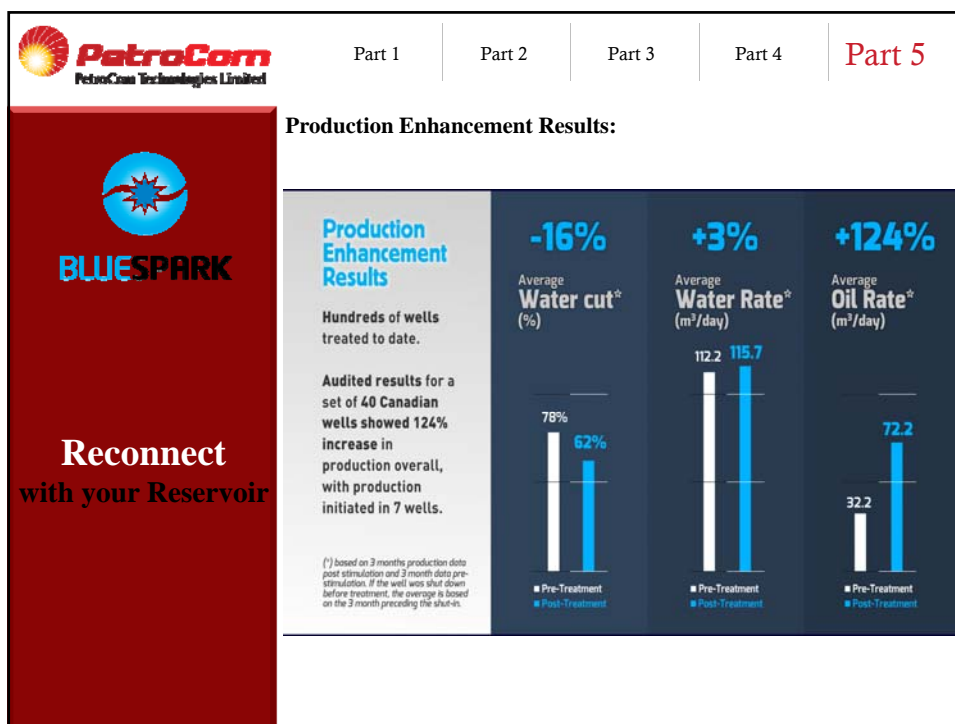 PetroCom
PetroCom Technologies Limited
Part 1
Part 2
Part 3
Part 4
Part 5
BLUESPARK
Reconnect
with your Reservoir
Production Enhancement Results:
Production
Enhancement
Results
Hundreds of wells
treated to date.
Audited results for a
set of 40 Canadian
wells showed 124%
increase in
production overall,
with production
initiated in 7 wells.
(*) based on 3 months production data
post stimulation and 3 month data pre-
stimulation. If the well was shut down
before treatment, the average is based
on the 3 month preceding the shut-in.
-16%
Average
Water cut*
(%)
78%
62%
■ Pre-Treatment
■ Post-Treatment
+3%
Average
Water Rate*
(m³/day)
112.2
115.7
■ Pre-Treatment
■ Post-Treatment
+124%
Average
Oil Rate*
(m³/day)
32.2
72.2
■ Pre-Treatment
■ Post-Treatment